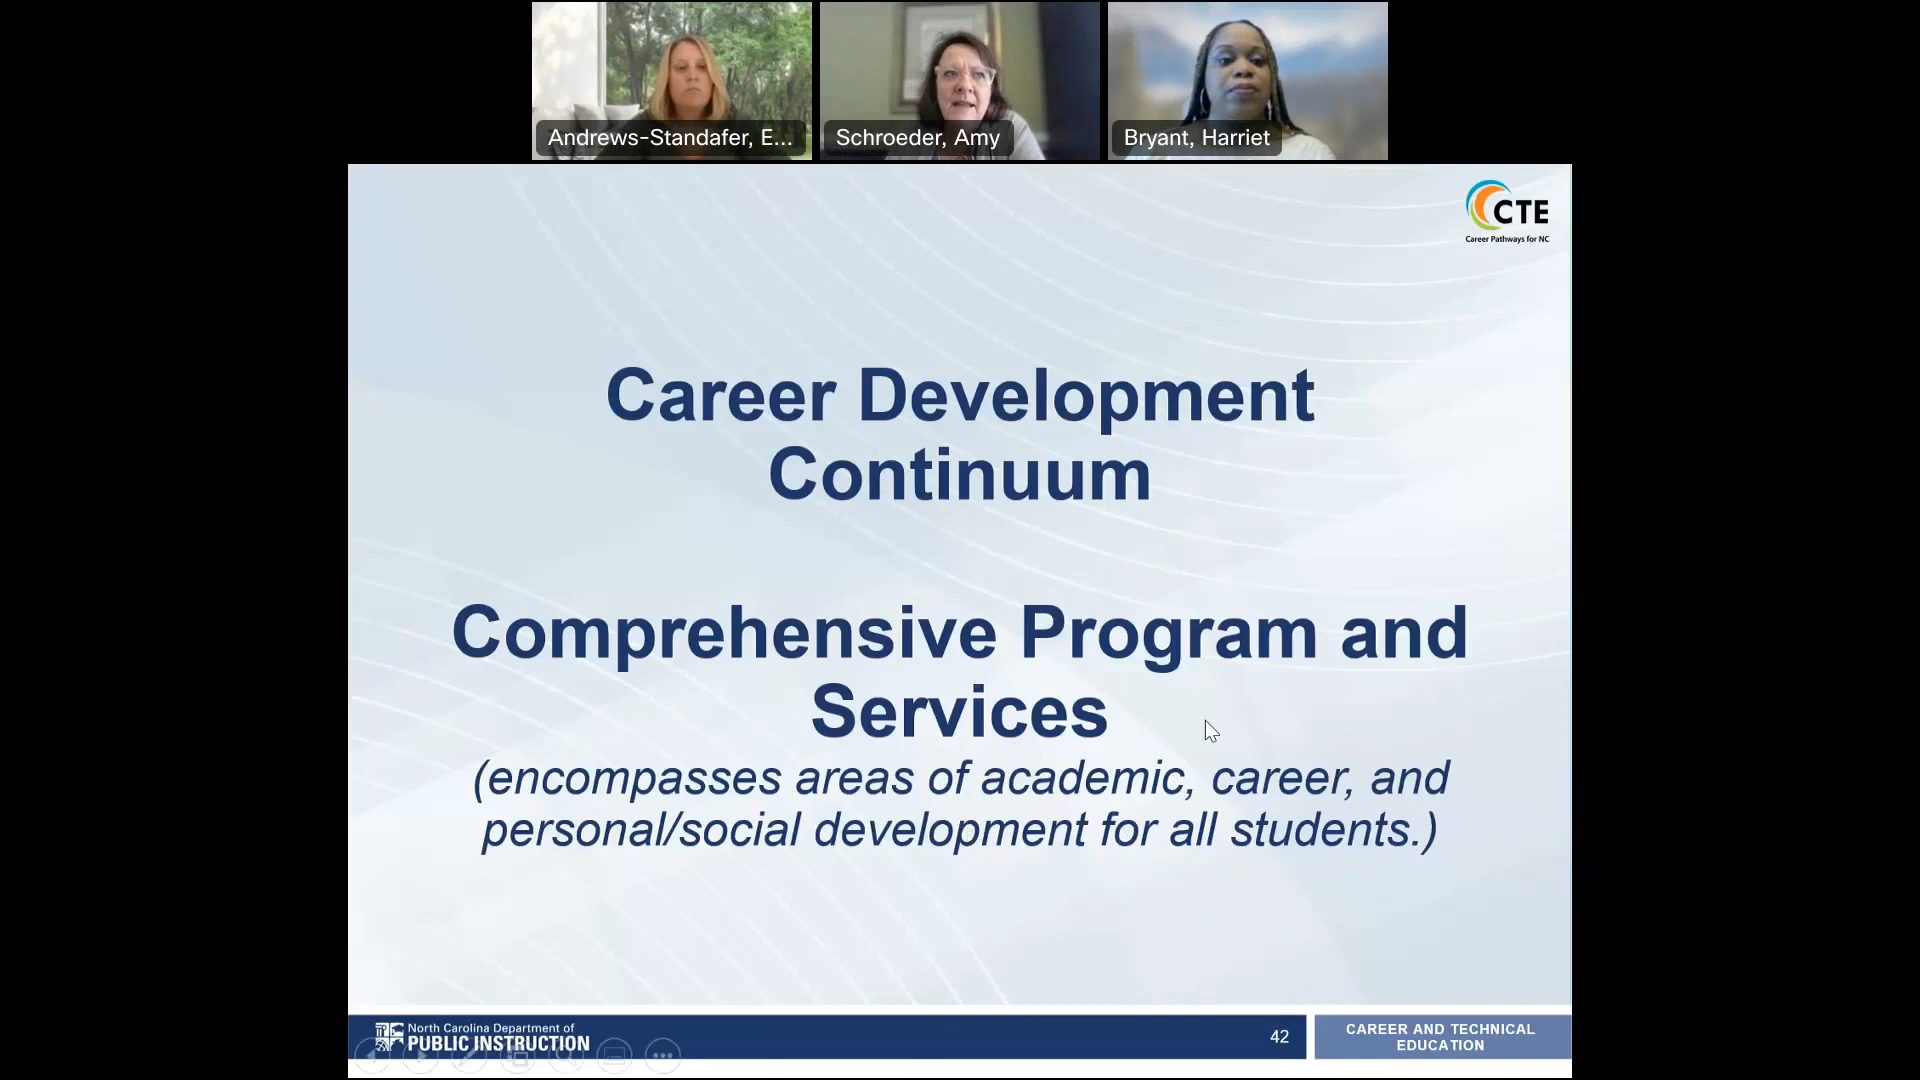 Andrews-Standafer, E...
Schroeder, Amy
Bryant, Harriet
CTE
Career Pathways for NC
Career Development
Continuum
Comprehensive Program and
Services
(encompasses areas of academic, career, and
personal/social development for all students.)
North Carolina Department of
PUBLIC INSTRUCTION
42
CAREER AND TECHNICAL
EDUCATION